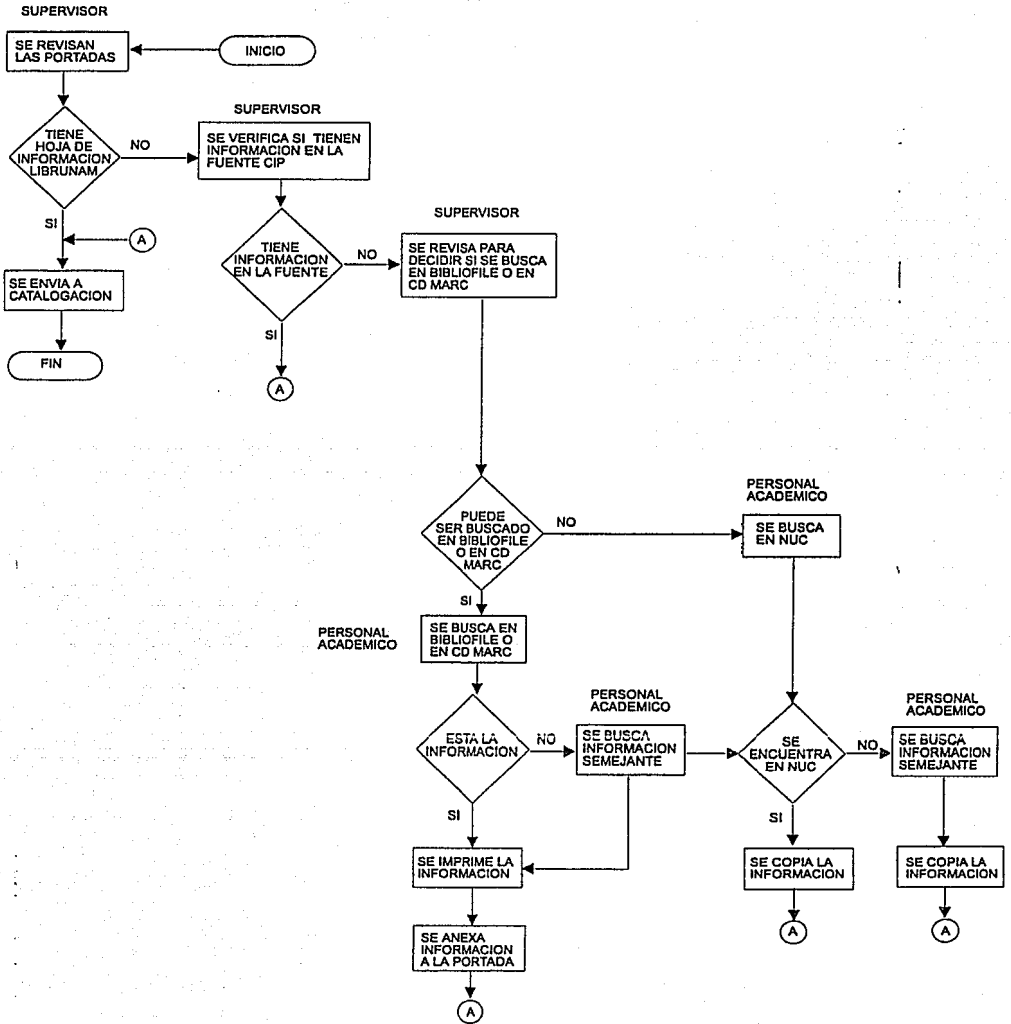 SUPERVISOR
SE REVISAN
LAS PORTADAS
INICIO
TIENE
HOJA DE
INFORMACION
LIBRUNAM
NO
SI
A
SE ENVIA A
CATALOGACION
FIN
SUPERVISOR
SE VERIFICA SI TIENEN
INFORMACION EN LA
FUENTE CIP
TIENE
INFORMACION
EN LA FUENTE
NO
SI
A
SUPERVISOR
SE REVISA PARA
DECIDIR SI SE BUSCA
EN BIBLIOFILE O EN
CD MARC
PUEDE
SER BUSCADO
EN BIBLIOFILE
O EN CD
MARC
NO
SI
PERSONAL
ACADEMICO
SE BUSCA
EN NUC
PERSONAL
ACADEMICO
SE BUSCA EN
BIBLIOFILE O
EN CD MARC
ESTA LA
INFORMACION
NO
SI
PERSONAL
ACADEMICO
SE BUSCA
INFORMACION
SEMEJANTE
SE
ENCUENTRA
EN NUC
NO
SI
PERSONAL
ACADEMICO
SE BUSCA
INFORMACION
SEMEJANTE
SE IMPRIME LA
INFORMACION
SE COPIA LA
INFORMACION
SE COPIA LA
INFORMACION
A
A
SE ANEXA
INFORMACION
A LA PORTADA
A